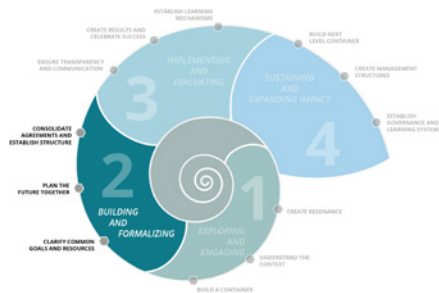 ESTABLISH LEARNING
MECHANISMS
CREATE RESULTS AND
CELEBRATE SUCCESS
BUILD NEXT
LEVEL CONTAINER
ENSURE TRANSPARENCY
AND COMMUNICATION
IMPLEMENTING
AND
EVALUATING
3
CREATE MANAGEMENT
STRUCTURES
SUSTAINING
AND
EXPANDING IMPACT
4
ESTABLISH
GOVERNANCE AND
LEARNING SYSTEM
CONSOLIDATE
AGREEMENTS AND
ESTABLISH STRUCTURE
2
PLAN THE
FUTURE TOGETHER
BUILDING
AND
FORMALIZING
CLARIFY COMMON
GOALS AND RESOURCES
1
EXPLORING
AND
ENGAGING
CREATE RESONANCE
UNDERSTAND THE
CONTEXT
BUILD A CONTAINER